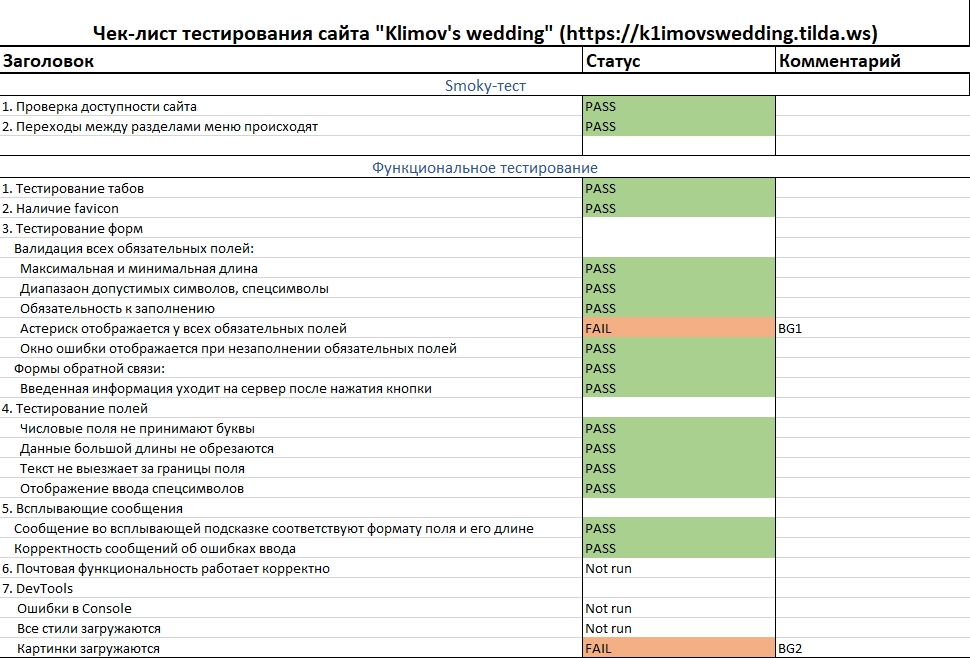 Чек-лист тестирования сайта "Klimov's wedding" (https://k1imovswedding.tilda.ws)
Заголовок Статус Комментарий
Smoky-тест
1. Проверка доступности сайта PASS
2. Переходы между разделами меню происходят PASS
Функциональное тестирование
1. Тестирование табов PASS
2. Наличие favicon PASS
3. Тестирование форм
Валидация всех обязательных полей:
Максимальная и минимальная длина PASS
Диапазаон допустимых символов, спецсимволы PASS
Обязательность к заполнению PASS
Астериск отображается у всех обязательных полей FAIL BG1
Окно ошибки отображается при незаполнении обязательных полей PASS
Формы обратной связи: PASS
Введенная информация уходит на сервер после нажатия кнопки PASS
4. Тестирование полей
Числовые поля не принимают буквы PASS
Данные большой длины не обрезаются PASS
Текст не выезжает за границы поля PASS
Отображение ввода спецсимволов PASS
5. Всплывающие сообщения
Сообщение во всплывающей подсказке соответствуют формату поля и его длине PASS
Корректность сообщений об ошибках ввода PASS
6. Почтовая функциональность работает корректно Not run
7. DevTools
Ошибки в Console Not run
Все стили загружаются Not run
Картинки загружаются FAIL BG2